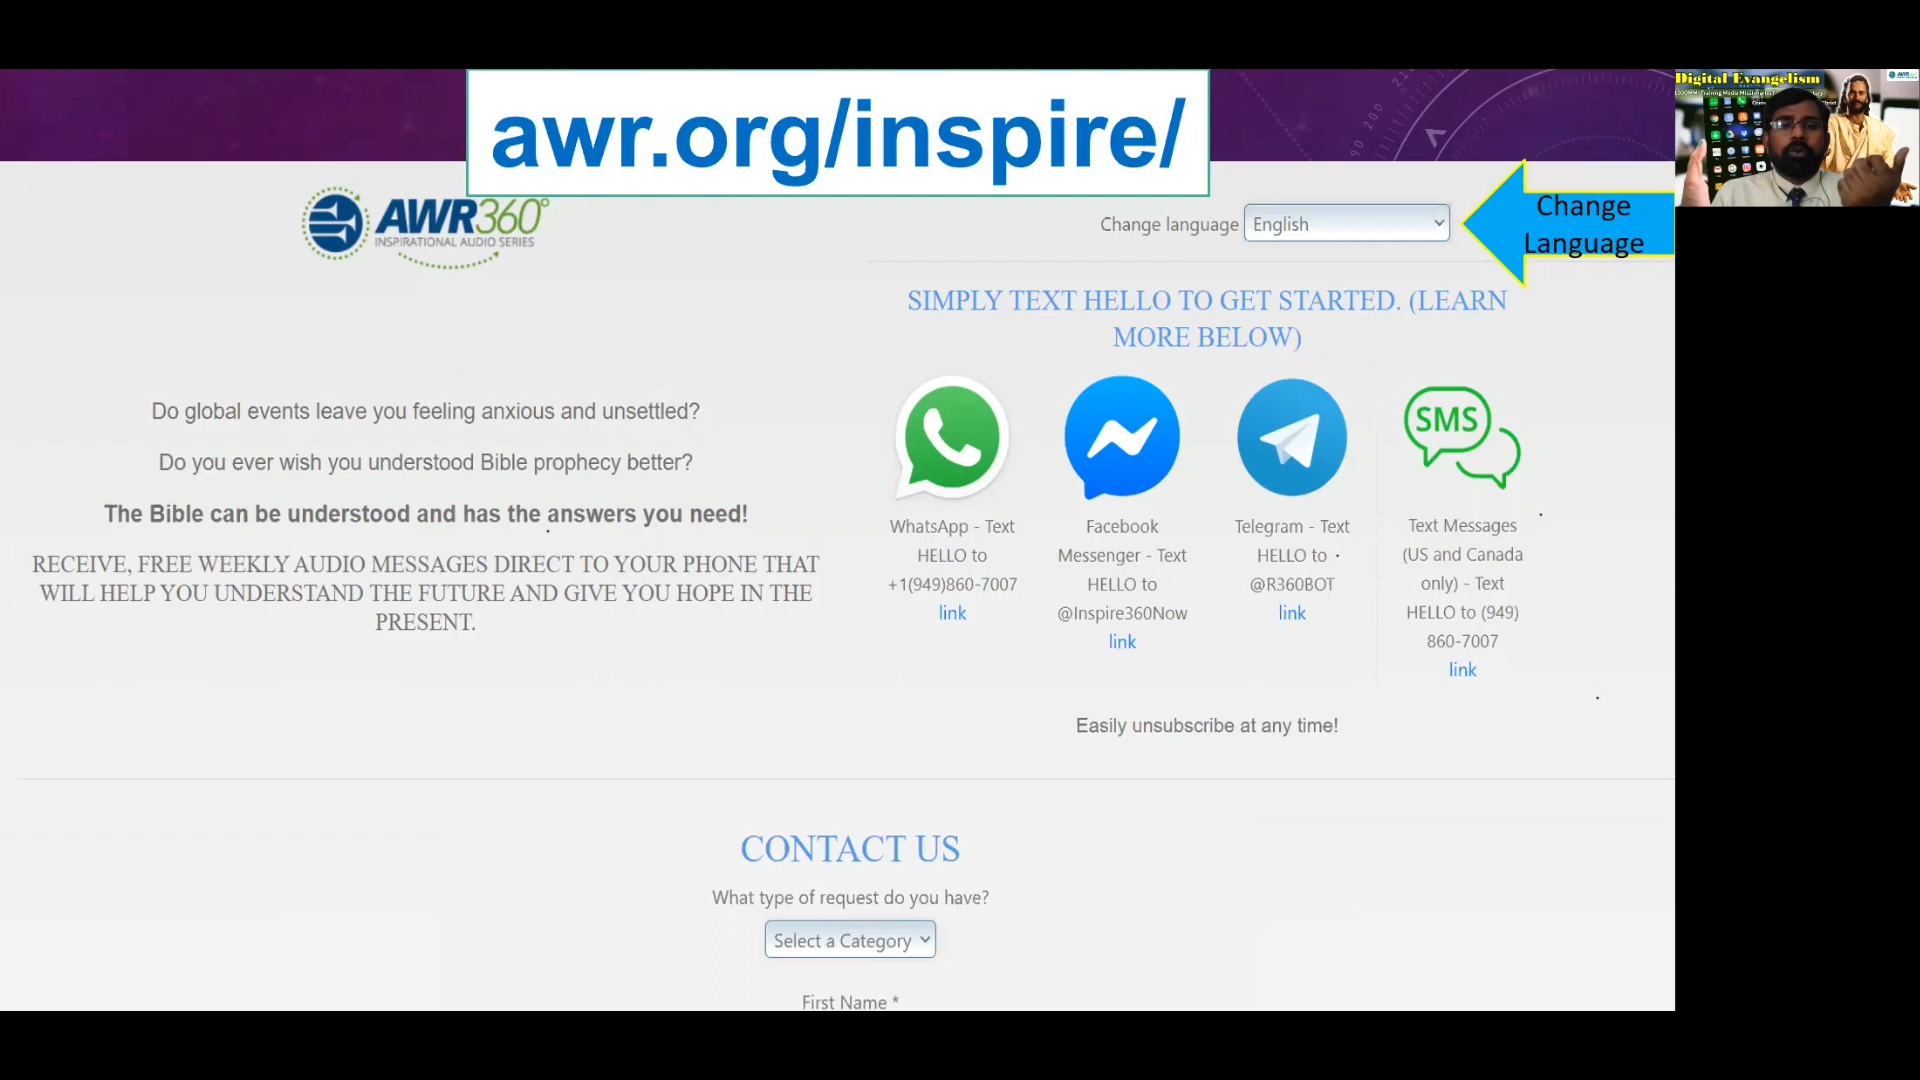 awr.org/inspire/
AWR360°
INSPIRATIONAL AUDIO SERIES
Change language
English
Change
Language
SIMPLY TEXT HELLO TO GET STARTED. (LEARN
MORE BELOW)
Do global events leave you feeling anxious and unsettled?
Do you ever wish you understood Bible prophecy better?
The Bible can be understood and has the answers you need!
RECEIVE, FREE WEEKLY AUDIO MESSAGES DIRECT TO YOUR PHONE THAT
WILL HELP YOU UNDERSTAND THE FUTURE AND GIVE YOU HOPE IN THE
PRESENT.
WhatsApp - Text
HELLO to
+1(949)860-7007
link
Facebook
Messenger - Text
HELLO to
@Inspire360Now
link
Telegram - Text
HELLO to
@R360BOT
link
SMS
Text Messages
(US and Canada
only) - Text
HELLO to (949)
860-7007
link
Easily unsubscribe at any time!
CONTACT US
What type of request do you have?
Select a Category
First Name *
Digital Evangelism